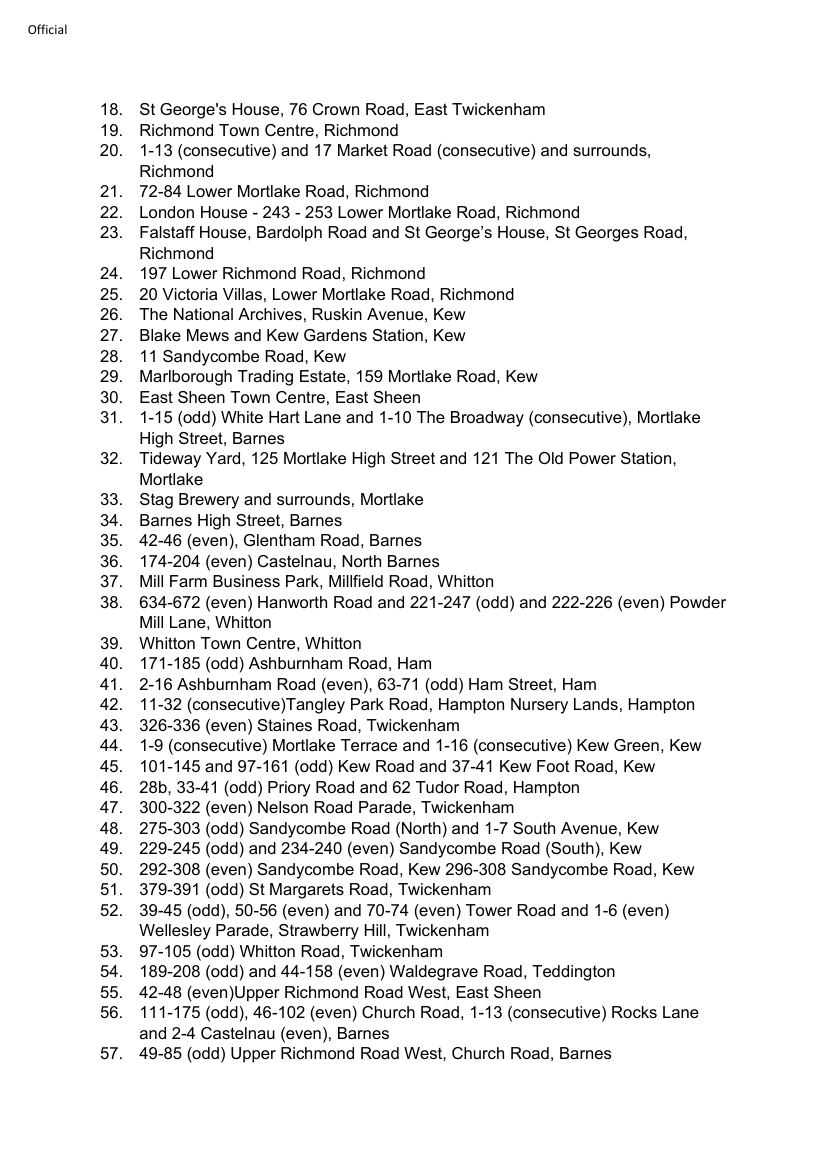 Official
18. St George's House, 76 Crown Road, East Twickenham
19. Richmond Town Centre, Richmond
20. 1-13 (consecutive) and 17 Market Road (consecutive) and surrounds,
Richmond
21. 72-84 Lower Mortlake Road, Richmond
22. London House - 243 - 253 Lower Mortlake Road, Richmond
23. Falstaff House, Bardolph Road and St George’s House, St Georges Road,
Richmond
24. 197 Lower Richmond Road, Richmond
25. 20 Victoria Villas, Lower Mortlake Road, Richmond
26. The National Archives, Ruskin Avenue, Kew
27. Blake Mews and Kew Gardens Station, Kew
28. 11 Sandycombe Road, Kew
29. Marlborough Trading Estate, 159 Mortlake Road, Kew
30. East Sheen Town Centre, East Sheen
31. 1-15 (odd) White Hart Lane and 1-10 The Broadway (consecutive), Mortlake
High Street, Barnes
32. Tideway Yard, 125 Mortlake High Street and 121 The Old Power Station,
Mortlake
33. Stag Brewery and surrounds, Mortlake
34. Barnes High Street, Barnes
35. 42-46 (even), Glentham Road, Barnes
36. 174-204 (even) Castelnau, North Barnes
37. Mill Farm Business Park, Millfield Road, Whitton
38. 634-672 (even) Hanworth Road and 221-247 (odd) and 222-226 (even) Powder
Mill Lane, Whitton
39. Whitton Town Centre, Whitton
40. 171-185 (odd) Ashburnham Road, Ham
41. 2-16 Ashburnham Road (even), 63-71 (odd) Ham Street, Ham
42. 11-32 (consecutive)Tangley Park Road, Hampton Nursery Lands, Hampton
43. 326-336 (even) Staines Road, Twickenham
44. 1-9 (consecutive) Mortlake Terrace and 1-16 (consecutive) Kew Green, Kew
45. 101-145 and 97-161 (odd) Kew Road and 37-41 Kew Foot Road, Kew
46. 28b, 33-41 (odd) Priory Road and 62 Tudor Road, Hampton
47. 300-322 (even) Nelson Road Parade, Twickenham
48. 275-303 (odd) Sandycombe Road (North) and 1-7 South Avenue, Kew
49. 229-245 (odd) and 234-240 (even) Sandycombe Road (South), Kew
50. 292-308 (even) Sandycombe Road, Kew 296-308 Sandycombe Road, Kew
51. 379-391 (odd) St Margarets Road, Twickenham
52. 39-45 (odd), 50-56 (even) and 70-74 (even) Tower Road and 1-6 (even)
Wellesley Parade, Strawberry Hill, Twickenham
53. 97-105 (odd) Whitton Road, Twickenham
54. 189-208 (odd) and 44-158 (even) Waldegrave Road, Teddington
55. 42-48 (even)Upper Richmond Road West, East Sheen
56. 111-175 (odd), 46-102 (even) Church Road, 1-13 (consecutive) Rocks Lane
and 2-4 Castelnau (even), Barnes
57. 49-85 (odd) Upper Richmond Road West, Church Road, Barnes